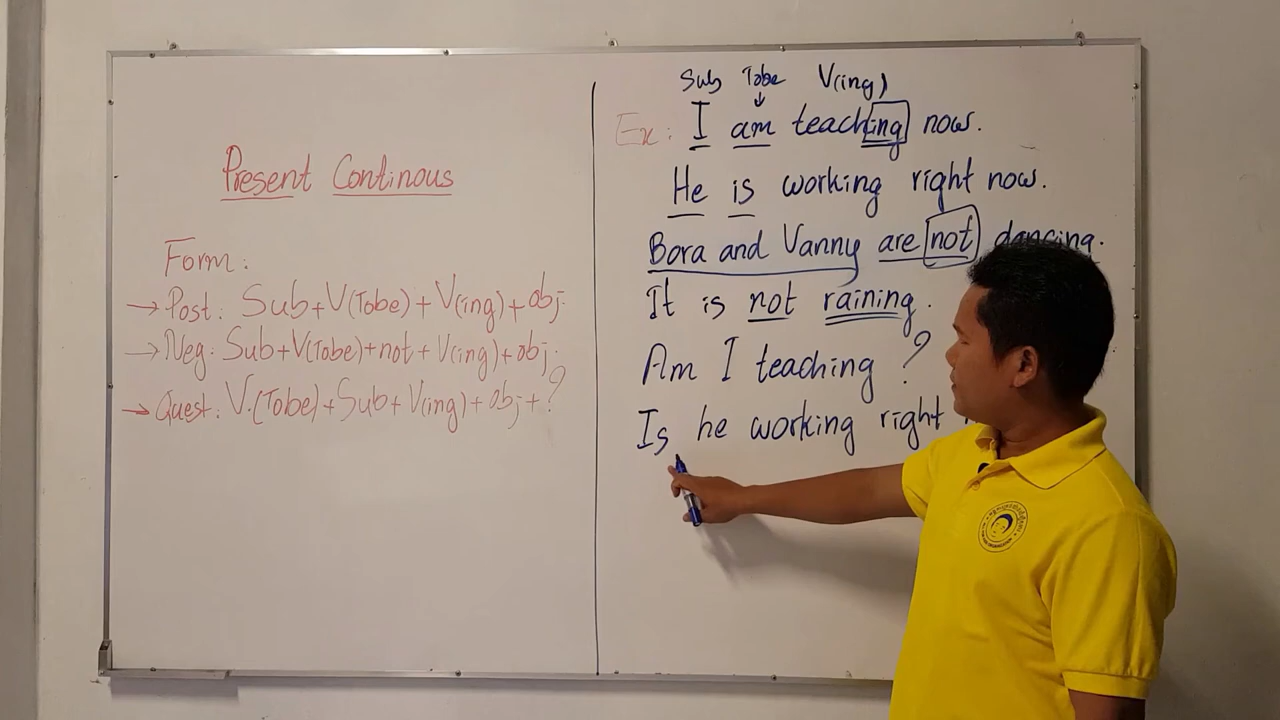 Present Continous
Form:
→ Post: Sub+V(Tobe)+V(ing)+obj.
→ Neg: Sub+V(Tobe)+not+V(ing)+obj.
→ Quest: V.(Tobe)+Sub+V(ing)+obj+?
Sub Tobe V(ing)
Ex: I am teaching now.
He is working right now.
Bora and Vanny are not dancing.
It is not raining.
Am I teaching ?
Is he working right